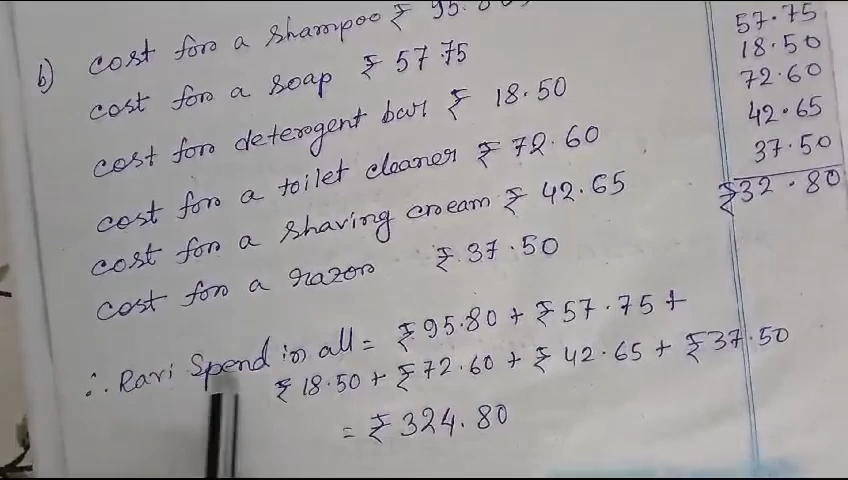 b) cost for a shampoo ₹ 95.80
cost for a soap ₹ 57.75
cost for detergent bar ₹ 18.50
cost for a toilet cleaner ₹ 72.60
cost for a shaving cream ₹ 42.65
cost for a razor ₹ 37.50
∴ Ravi Spend in all = ₹ 95.80 + ₹ 57.75 +
₹ 18.50 + ₹ 72.60 + ₹ 42.65 + ₹ 37.50
= ₹ 324.80
57.75
18.50
72.60
42.65
37.50
₹32.80